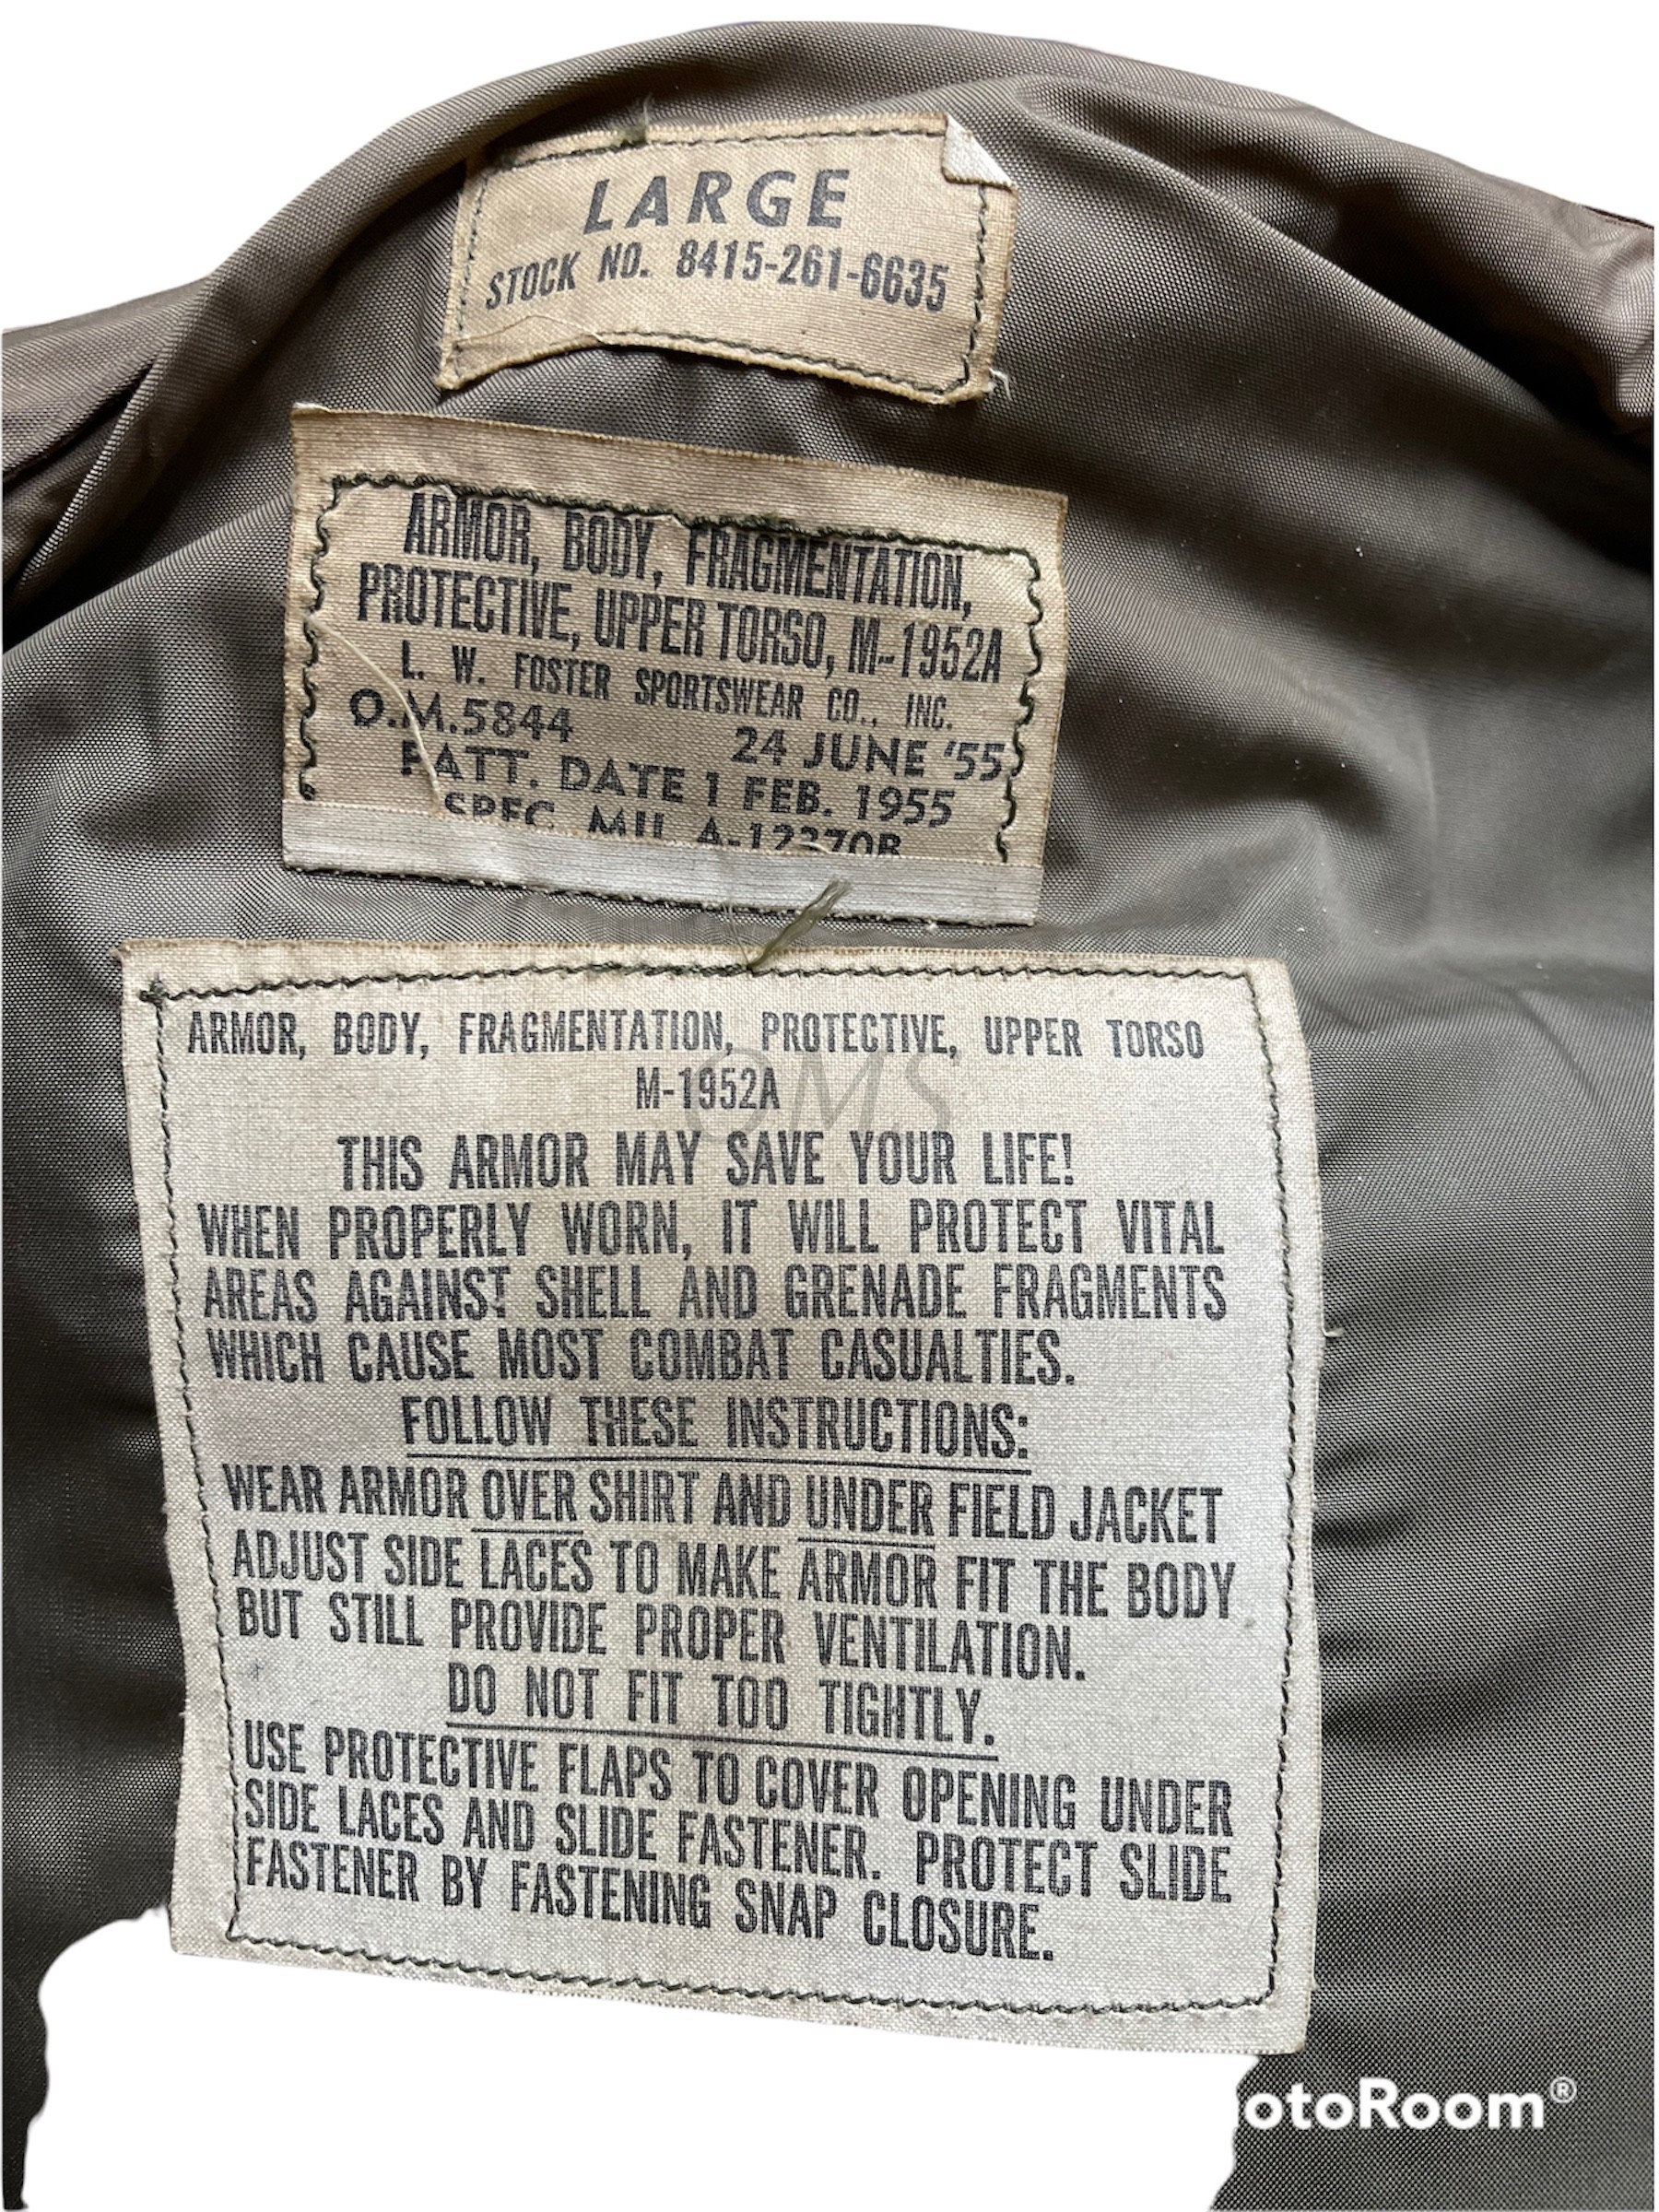 LARGE
STOCK NO. 8415-261-6635
ARMOR, BODY, FRAGMENTATION,
PROTECTIVE, UPPER TORSO, M-1952A
L. W. FOSTER SPORTSWEAR CO., INC.
O.M.5844 24 JUNE '55
PATT. DATE 1 FEB. 1955
SPEC. MIL A-12370B
ARMOR, BODY, FRAGMENTATION, PROTECTIVE, UPPER TORSO
M-1952A
OMS
THIS ARMOR MAY SAVE YOUR LIFE!
WHEN PROPERLY WORN, IT WILL PROTECT VITAL
AREAS AGAINST SHELL AND GRENADE FRAGMENTS
WHICH CAUSE MOST COMBAT CASUALTIES.
FOLLOW THESE INSTRUCTIONS:
WEAR ARMOR OVER SHIRT AND UNDER FIELD JACKET
ADJUST SIDE LACES TO MAKE ARMOR FIT THE BODY
BUT STILL PROVIDE PROPER VENTILATION.
DO NOT FIT TOO TIGHTLY.
USE PROTECTIVE FLAPS TO COVER OPENING UNDER
SIDE LACES AND SLIDE FASTENER. PROTECT SLIDE
FASTENER BY FASTENING SNAP CLOSURE.
otoRoom®